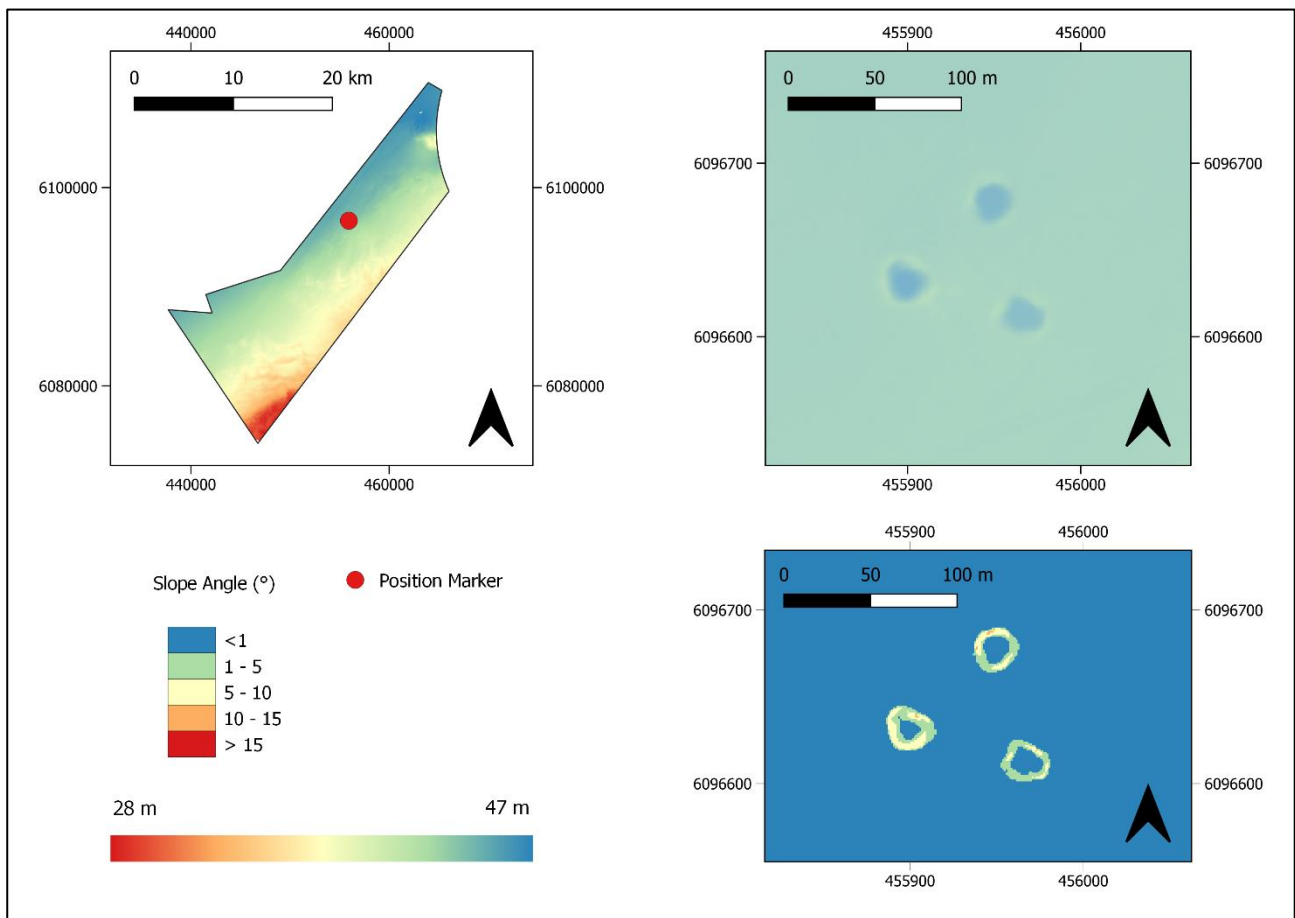 440000 460000
0 10 20 km
6100000 6100000
6080000 6080000
440000 460000
455900 456000
0 50 100 m
6096700 6096700
6096600 6096600
455900 456000
Slope Angle (°)
<1
1 - 5
5 - 10
10 - 15
> 15
Position Marker
28 m 47 m
455900 456000
0 50 100 m
6096700 6096700
6096600 6096600
455900 456000